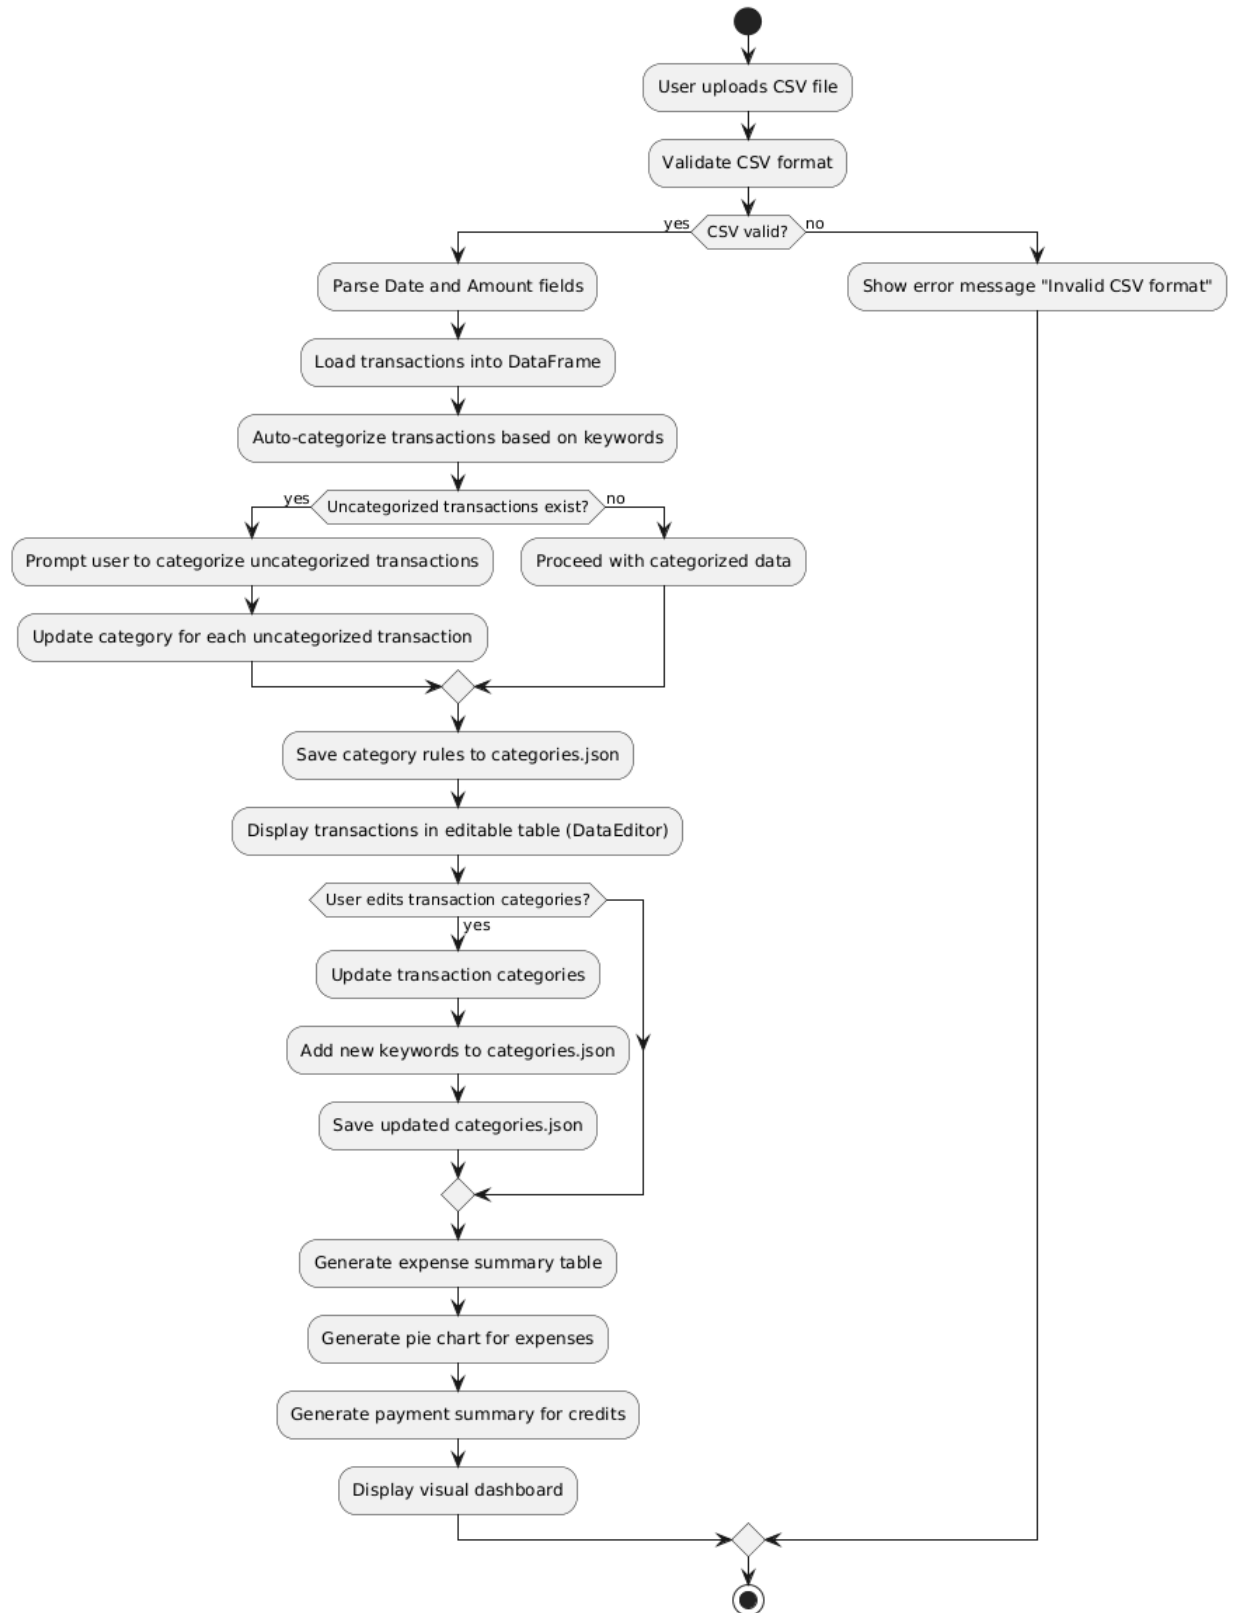 User uploads CSV file
Validate CSV format
yes
CSV valid?
no
Parse Date and Amount fields
Show error message "Invalid CSV format"
Load transactions into DataFrame
Auto-categorize transactions based on keywords
yes
Uncategorized transactions exist?
no
Prompt user to categorize uncategorized transactions
Proceed with categorized data
Update category for each uncategorized transaction
Save category rules to categories.json
Display transactions in editable table (DataEditor)
User edits transaction categories?
yes
Update transaction categories
Add new keywords to categories.json
Save updated categories.json
Generate expense summary table
Generate pie chart for expenses
Generate payment summary for credits
Display visual dashboard